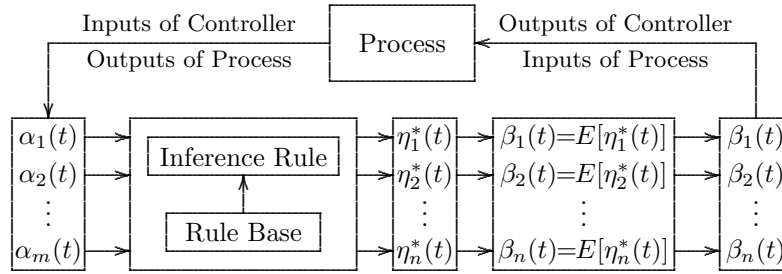 Inputs of Controller
Outputs of Process
Process
Outputs of Controller
Inputs of Process
α₁(t)
α₂(t)
⋮
αₘ(t)
Inference Rule
Rule Base
η₁*(t)
η₂*(t)
⋮
ηₙ*(t)
β₁(t)=E[η₁*(t)]
β₂(t)=E[η₂*(t)]
⋮
βₙ(t)=E[ηₙ*(t)]
β₁(t)
β₂(t)
⋮
βₙ(t)